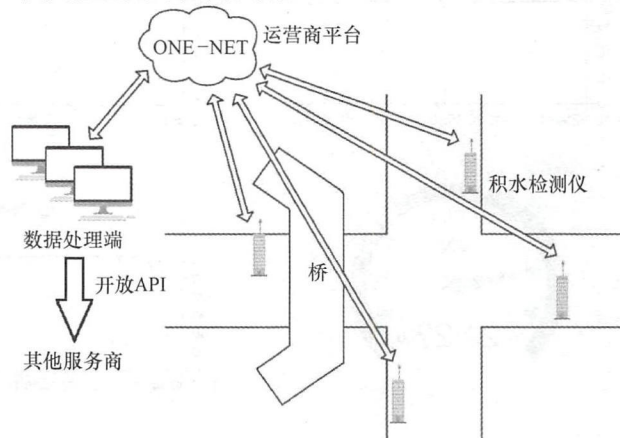 ONE-NET
运营商平台
积水检测仪
数据处理端
桥
开放API
其他服务商